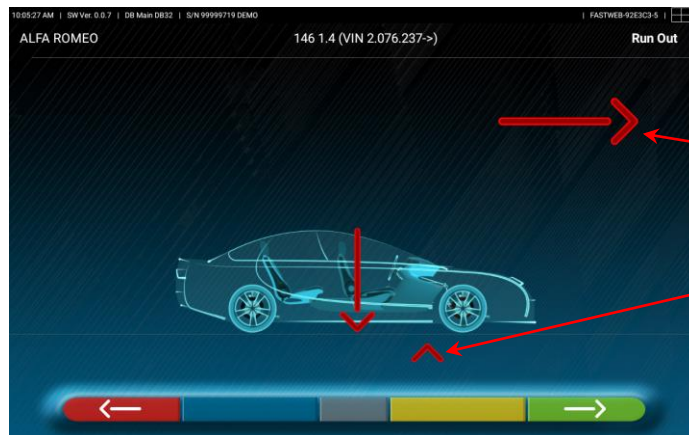 10:05:27 AM | SW Ver. 0.0.7 | DB Main DB32 | S/N 99999719 DEMO | FASTWEB-92E3C3-5 |
ALFA ROMEO 146 1.4 (VIN 2.076.237->) Run Out